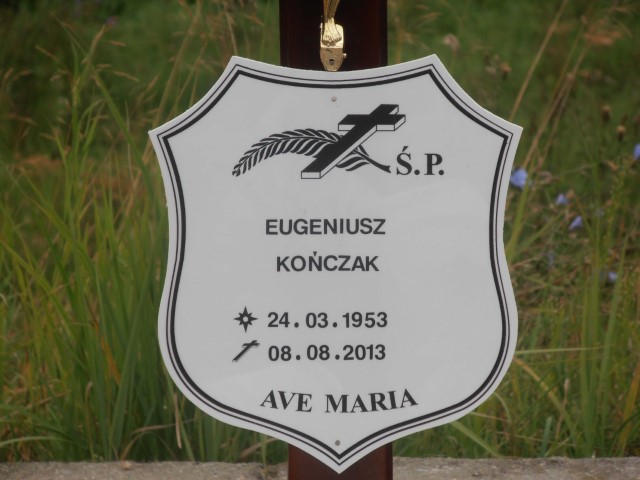 Ś.P.
EUGENIUSZ
KOŃCZAK
24.03.1953
08.08.2013
AVE MARIA